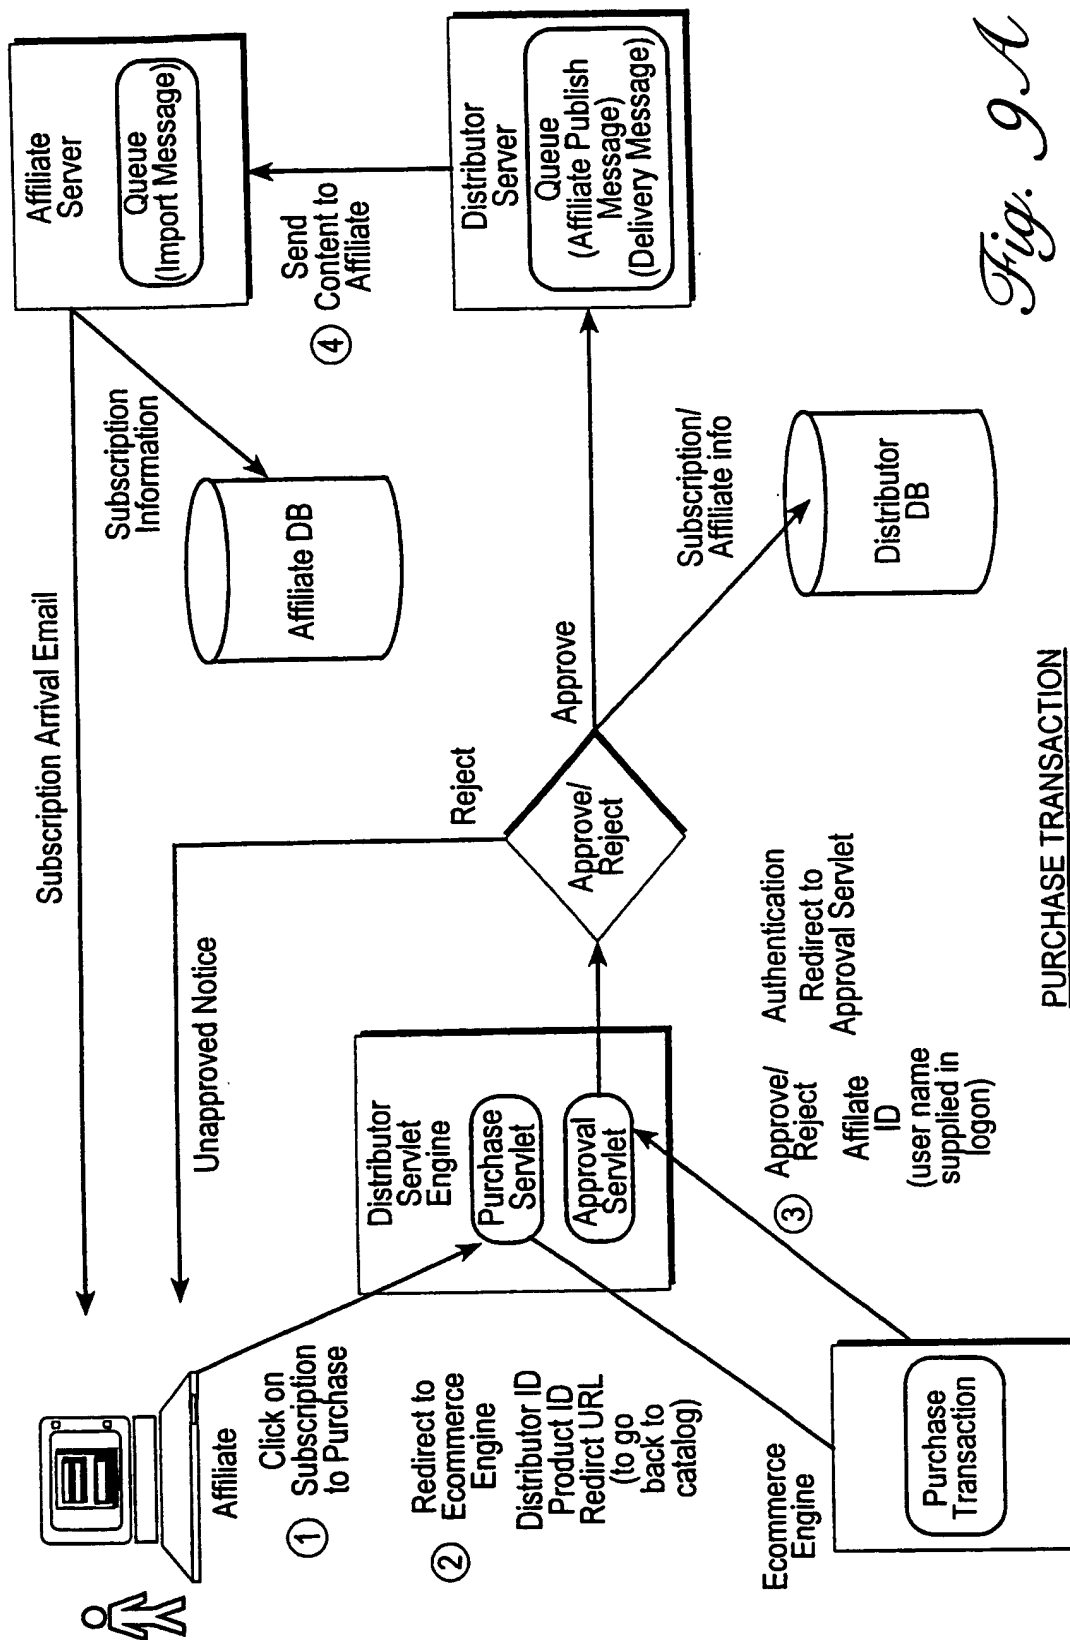 Affiliate
1
Click on
Subscription
to Purchase
2
Redirect to
Ecommerce
Engine
Distributor ID
Product ID
Redirct URL
(to go
back to
catalog)
Ecommerce
Engine
Purchase
Transaction
Distributor
Servlet
Engine
Purchase
Servlet
Approval
Servlet
3
Approve/
Reject
Affilate
ID
(user name
supplied in
logon)
Authentication
Redirect to
Approval Servlet
Subscription Arrival Email
Unapproved Notice
Reject
Approve/
Reject
Approve
Subscription/
Affiliate info
Distributor
DB
Subscription
Information
Affiliate DB
4
Send
Content to
Affiliate
Affiliate
Server
Queue
(Import Message)
Distributor
Server
Queue
(Affiliate Publish
Message)
(Delivery Message)
PURCHASE TRANSACTION
Fig. 9A